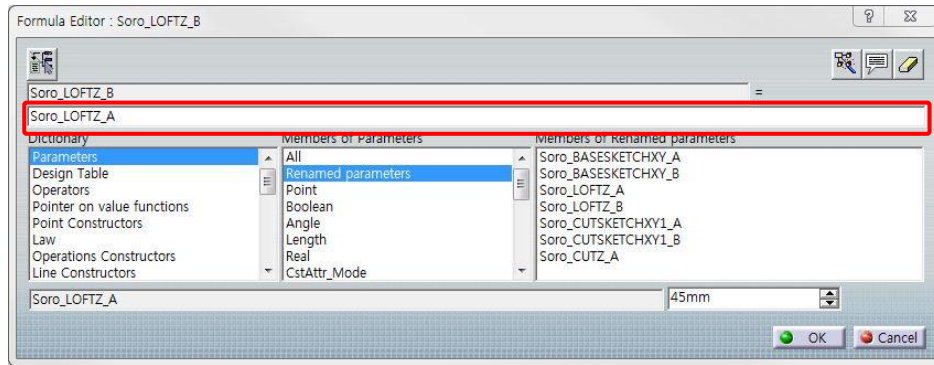 Formula Editor : Soro_LOFTZ_B
Soro_LOFTZ_B =
Soro_LOFTZ_A
Dictionary Members of Parameters Members of Renamed parameters
Parameters All Soro_BASESKETCHXY_A
Design Table Renamed parameters Soro_BASESKETCHXY_B
Operators Point Soro_LOFTZ_A
Pointer on value functions Boolean Soro_LOFTZ_B
Point Constructors Angle Soro_CUTSKETCHXY1_A
Law Length Soro_CUTSKETCHXY1_B
Operations Constructors Real Soro_CUTZ_A
Line Constructors CstAttr_Mode
Soro_LOFTZ_A 45mm
OK Cancel